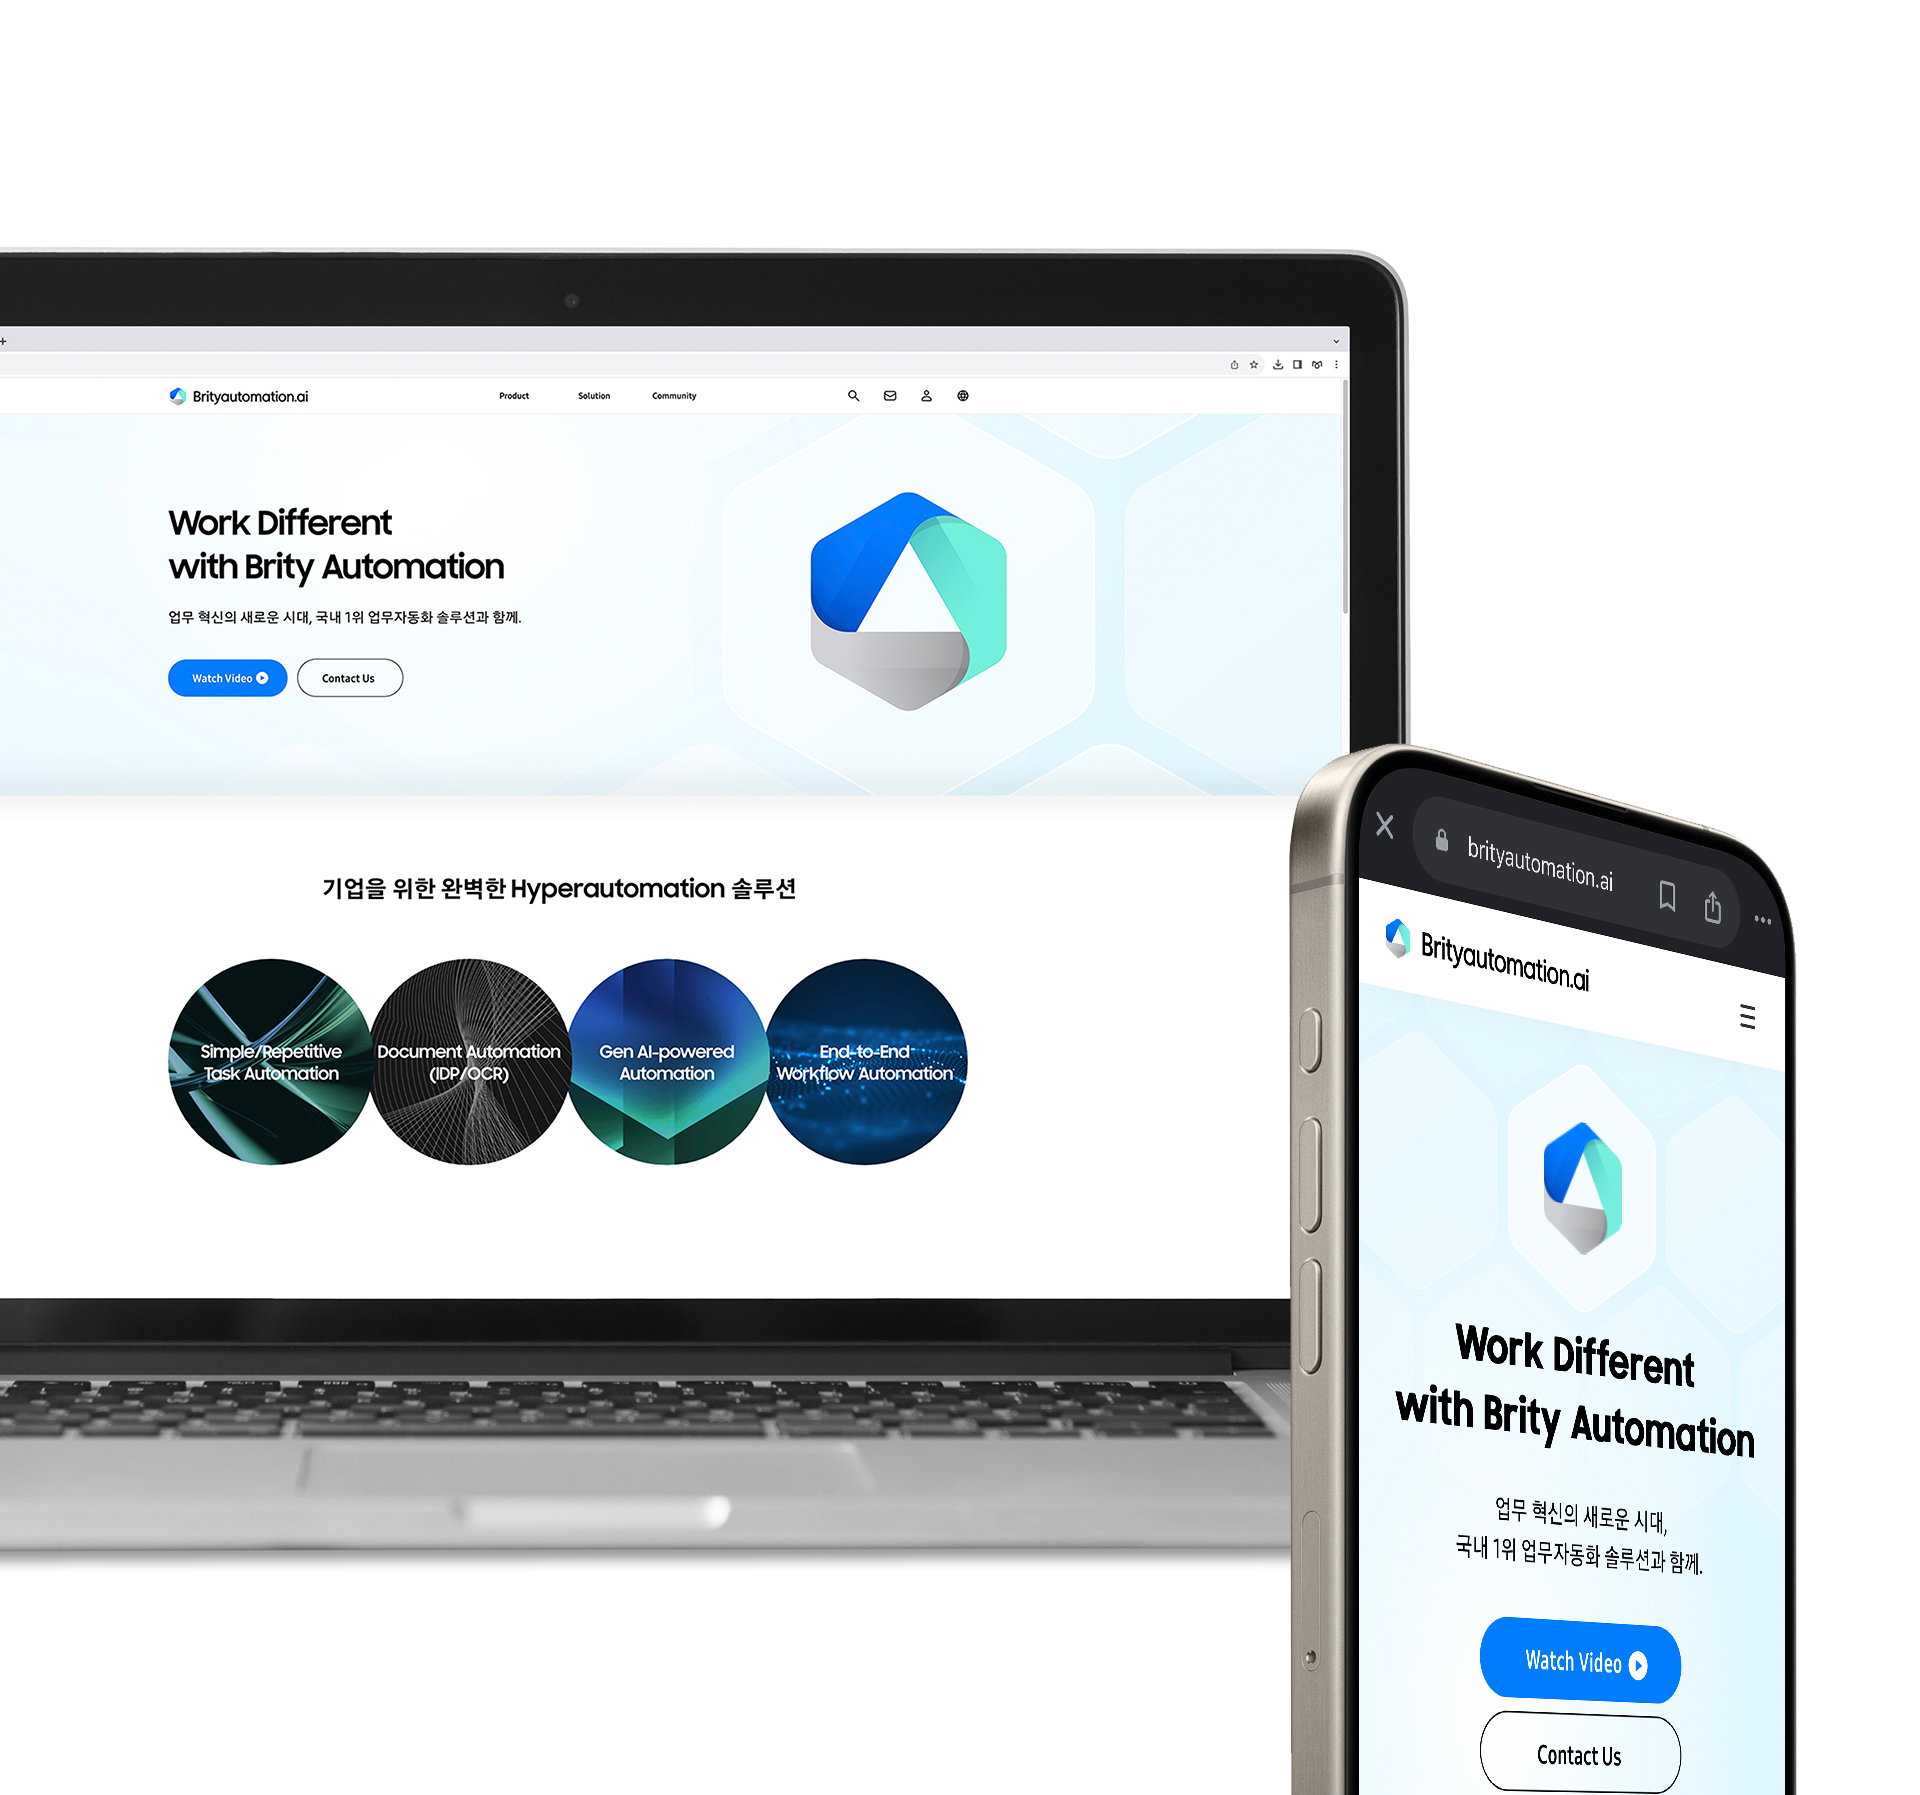 Brityautomation.ai
Product
Solution
Community
Work Different
with Brity Automation
업무 혁신의 새로운 시대, 국내 1위 업무자동화 솔루션과 함께.
Watch Video
Contact Us
기업을 위한 완벽한 Hyperautomation 솔루션
Simple/Repetitive
Task Automation
Document Automation
(IDP/OCR)
Gen AI-powered
Automation
End-to-End
Workflow Automation
brityautomation.ai
Brityautomation.ai
Work Different
with Brity Automation
업무 혁신의 새로운 시대,
국내 1위 업무자동화 솔루션과 함께.
Watch Video
Contact Us